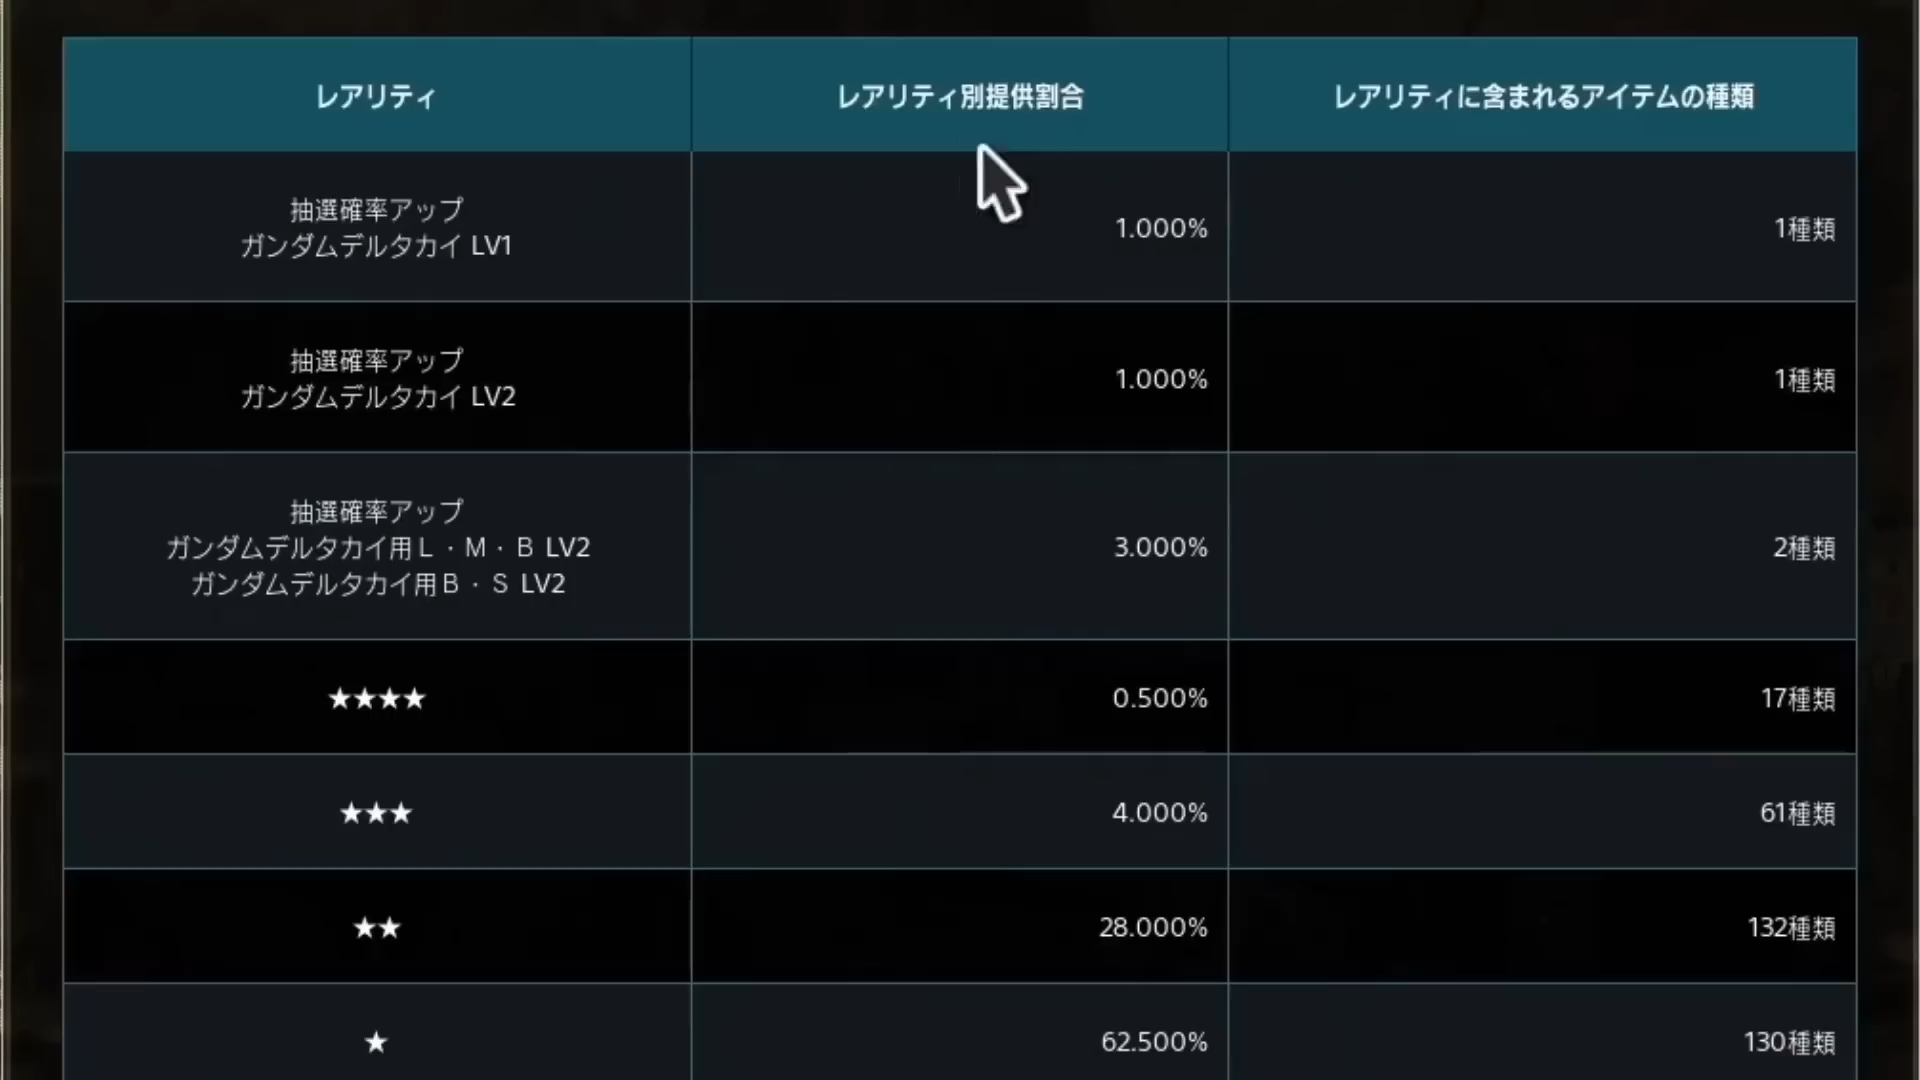 レアリティ
レアリティ別提供割合
レアリティに含まれるアイテムの種類
抽選確率アップ
ガンダムデルタカイ LV1
1.000%
1種類
抽選確率アップ
ガンダムデルタカイ LV2
1.000%
1種類
抽選確率アップ
ガンダムデルタカイ用Ｌ・Ｍ・Ｂ LV2
ガンダムデルタカイ用Ｂ・Ｓ LV2
3.000%
2種類
★★★★
0.500%
17種類
★★★
4.000%
61種類
★★
28.000%
132種類
★
62.500%
130種類